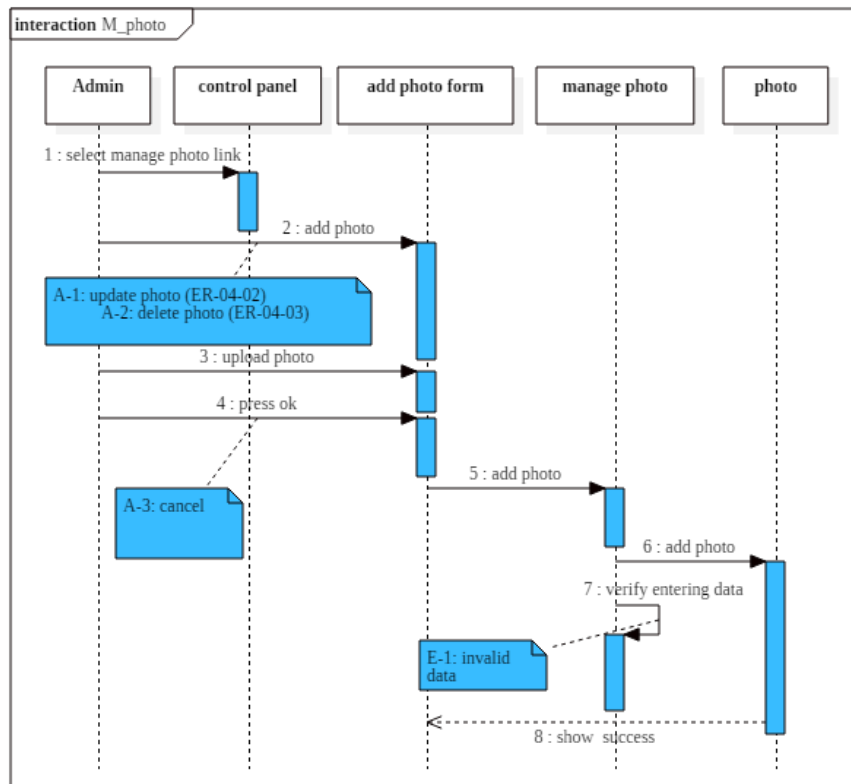 interaction M_photo
Admin
control panel
add photo form
manage photo
photo
1 : select manage photo link
2 : add photo
A-1: update photo (ER-04-02)
A-2: delete photo (ER-04-03)
3 : upload photo
4 : press ok
5 : add photo
A-3: cancel
6 : add photo
7 : verify entering data
E-1: invalid
data
8 : show success